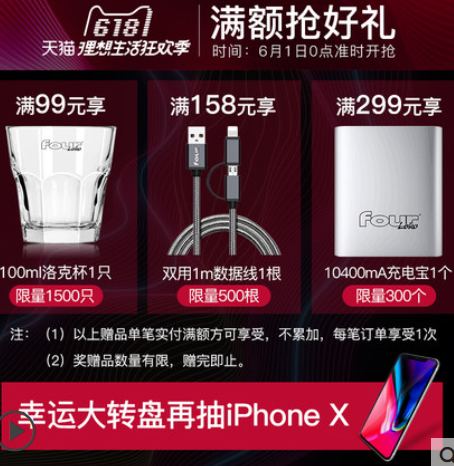 618
天猫 理想生活狂欢季
满额抢好礼
时间：6月1日0点准时开抢
满99元享
满158元享
满299元享
four
LOKO
four
four
LOKO
100ml洛克杯1只
双用1m数据线1根
10400mA充电宝1个
限量1500只
限量500根
限量300个
注：（1）以上赠品单笔实付满额方可享受，不累加，每笔订单享受1次
（2）奖赠品数量有限，赠完即止。
幸运大转盘再抽iPhone X